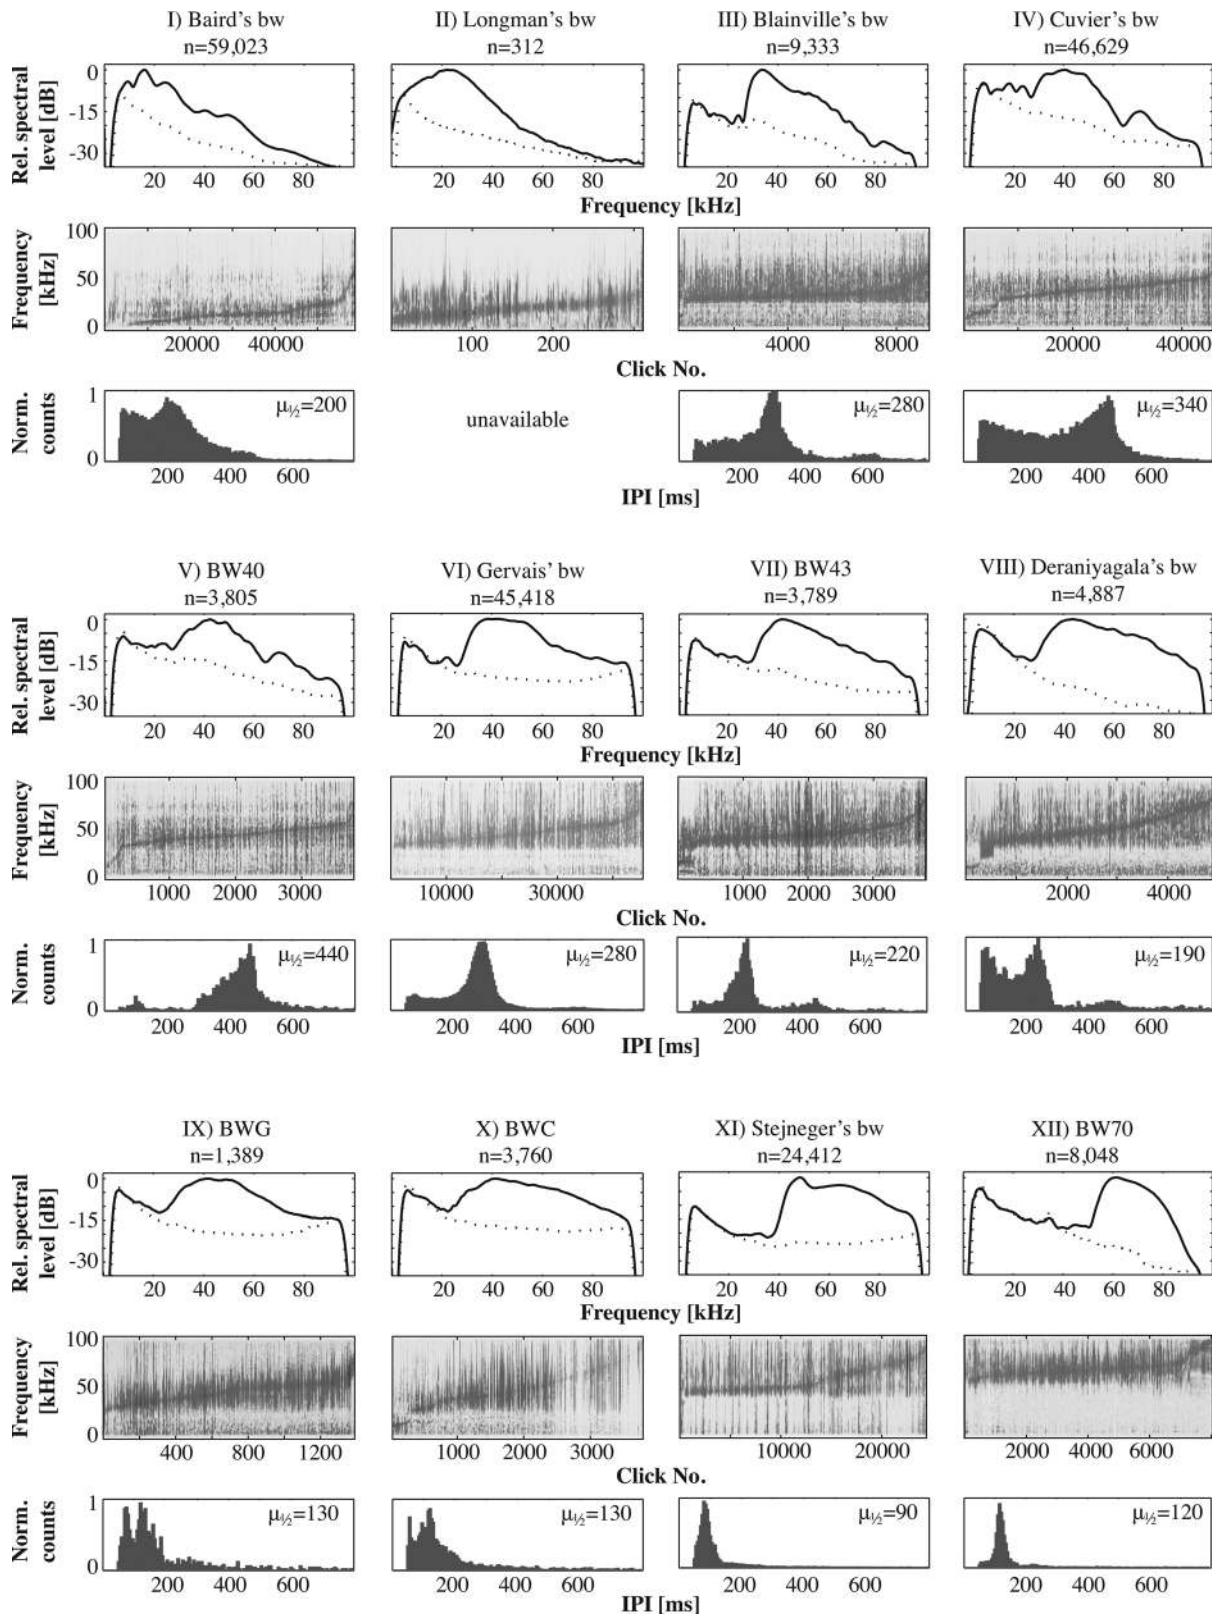 I) Baird's bw
n=59,023
II) Longman's bw
n=312
III) Blainville's bw
n=9,333
IV) Cuvier's bw
n=46,629
Rel. spectral
level [dB]
0
-15
-30
20 40 60 80
20 40 60 80
20 40 60 80
20 40 60 80
Frequency [kHz]
Frequency
[kHz]
100
50
0
20000 40000
100 200
4000 8000
20000 40000
Click No.
Norm.
counts
1
0
μ½=200
unavailable
μ½=280
μ½=340
200 400 600
200 400 600
200 400 600
IPI [ms]
V) BW40
n=3,805
VI) Gervais' bw
n=45,418
VII) BW43
n=3,789
VIII) Deraniyagala's bw
n=4,887
Rel. spectral
level [dB]
0
-15
-30
20 40 60 80
20 40 60 80
20 40 60 80
20 40 60 80
Frequency [kHz]
Frequency
[kHz]
100
50
0
1000 2000 3000
10000 30000
1000 2000 3000
2000 4000
Click No.
Norm.
counts
1
0
μ½=440
μ½=280
μ½=220
μ½=190
200 400 600
200 400 600
200 400 600
200 400 600
IPI [ms]
IX) BWG
n=1,389
X) BWC
n=3,760
XI) Stejneger's bw
n=24,412
XII) BW70
n=8,048
Rel. spectral
level [dB]
0
-15
-30
20 40 60 80
20 40 60 80
20 40 60 80
20 40 60 80
Frequency [kHz]
Frequency
[kHz]
100
50
0
400 800 1200
1000 2000 3000
10000 20000
2000 4000 6000
Click No.
Norm.
counts
1
0
μ½=130
μ½=130
μ½=90
μ½=120
200 400 600
200 400 600
200 400 600
200 400 600
IPI [ms]